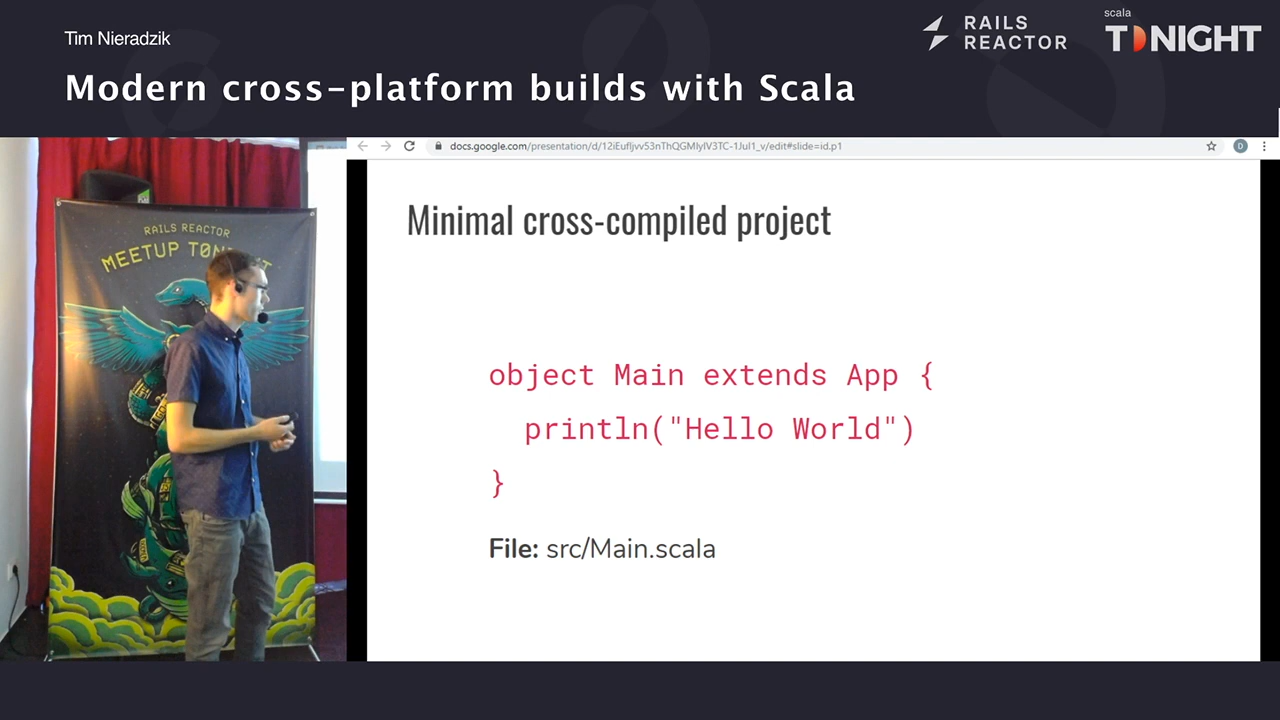 Tim Nieradzik
Modern cross-platform builds with Scala
RAILS
REACTOR
scala
TONIGHT
RAILS REACTOR
MEETUP TON
docs.google.com/presentation/d/12iEufljvv53nThQGMlyIV3TC-1Jul1_v/edit#slide=id.p1
D
Minimal cross-compiled project
object Main extends App {
println("Hello World")
}
File: src/Main.scala